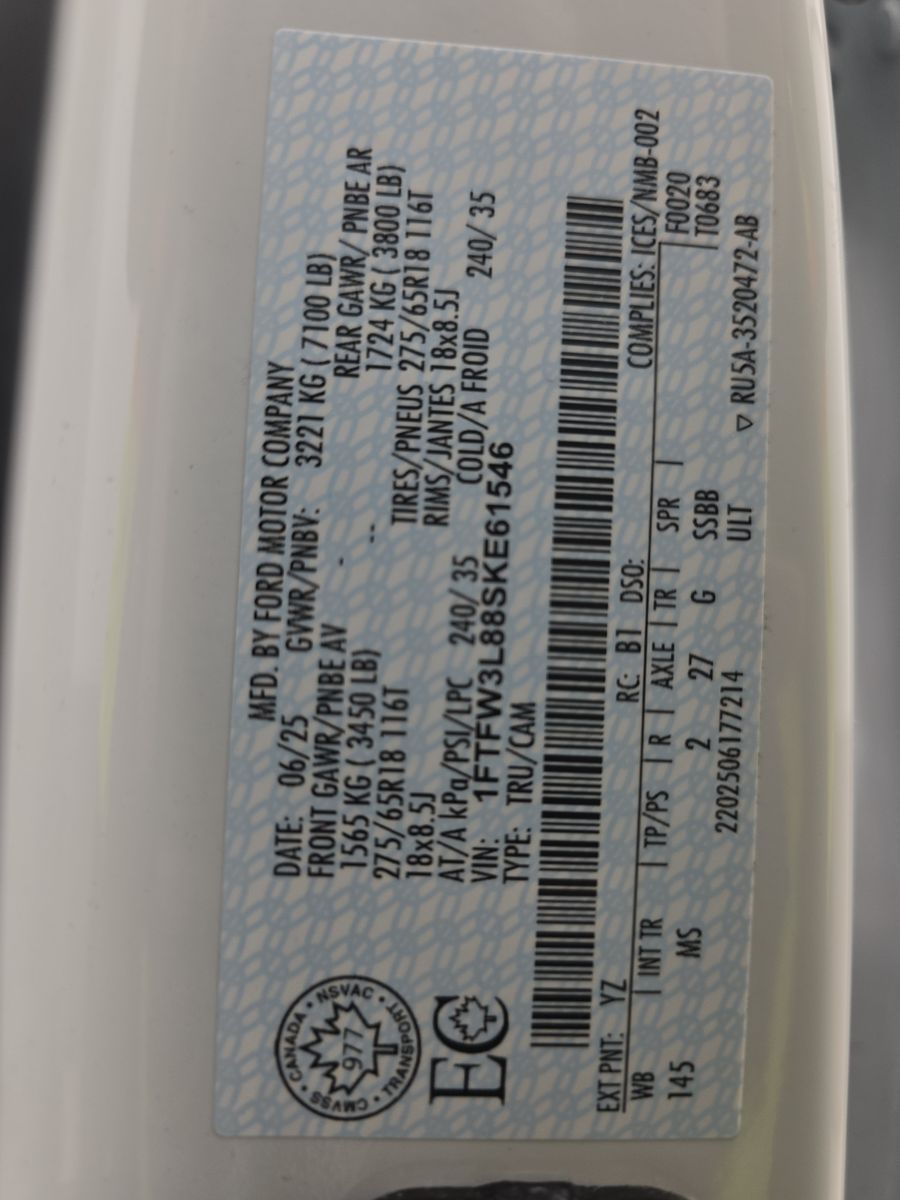 MFD. BY FORD MOTOR COMPANY
DATE: 06/25 GVWR/PNBV: 3221 KG ( 7100 LB)
FRONT GAWR/PNBE AV - REAR GAWR/ PNBE AR
1565 KG ( 3450 LB) -- 1724 KG ( 3800 LB)
275/65R18 116T TIRES/PNEUS 275/65R18 116T
18x8.5J RIMS/JANTES 18x8.5J
AT/A kPa/PSI/LPC 240/ 35 COLD/A FROID 240/ 35
VIN: 1FTFW3L88SKE61546
TYPE: TRU/CAM
CANADA • NSVAC • TRANSPORT • CMVSS •
977
EC
EXT PNT: YZ RC: B1 DSO: COMPLIES: ICES/NMB-002
WB | INT TR | TP/PS | R | AXLE | TR | SPR | F0020
145 MS 2 27 G SSBB T0683
2202506177214 ULT ▽ RU5A-3520472-AB